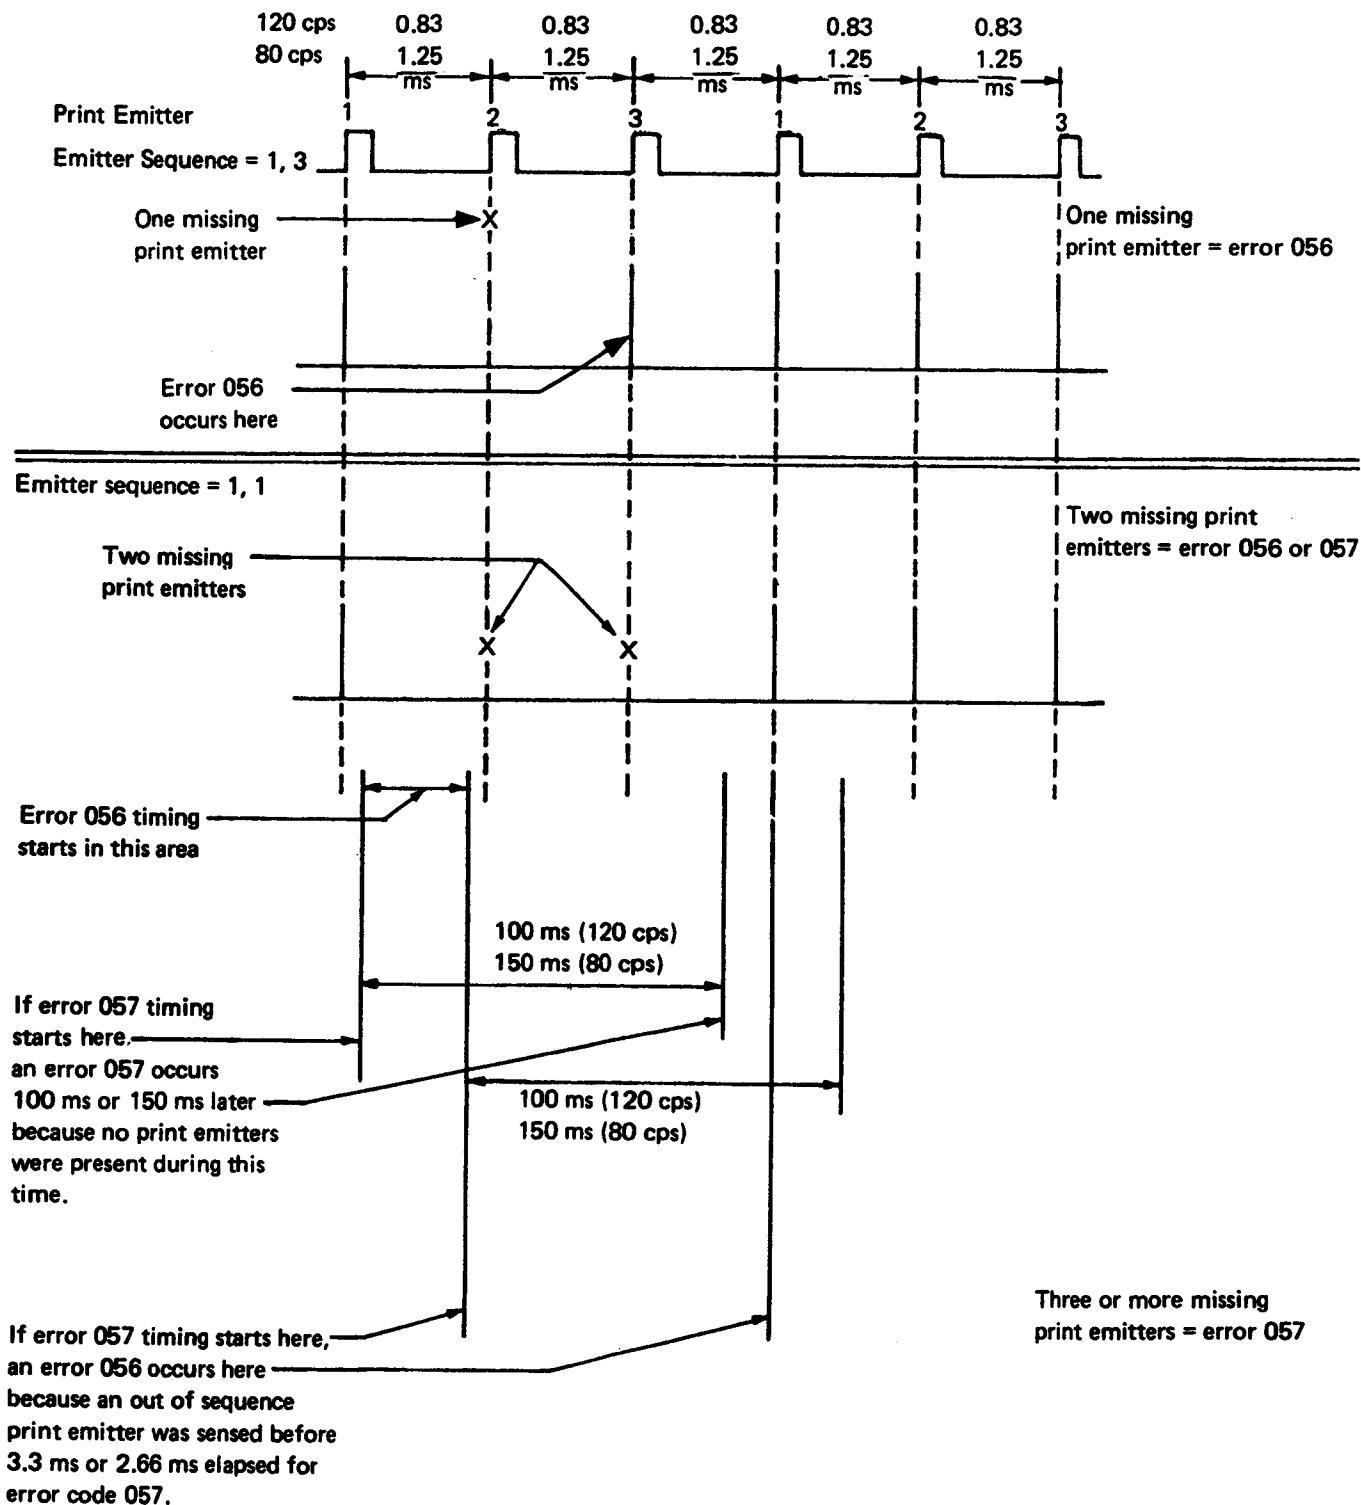 120 cps 0.83 0.83 0.83 0.83 0.83
80 cps 1.25 1.25 1.25 1.25 1.25
ms ms ms ms ms
Print Emitter
1 2 3 1 2 3
Emitter Sequence = 1, 3
One missing
print emitter
X
One missing
print emitter = error 056
Error 056
occurs here
Emitter sequence = 1, 1
Two missing print
emitters = error 056 or 057
Two missing
print emitters
X X
Error 056 timing
starts in this area
100 ms (120 cps)
150 ms (80 cps)
If error 057 timing
starts here,
an error 057 occurs
100 ms or 150 ms later
because no print emitters
were present during this
time.
100 ms (120 cps)
150 ms (80 cps)
Three or more missing
print emitters = error 057
If error 057 timing starts here,
an error 056 occurs here
because an out of sequence
print emitter was sensed before
3.3 ms or 2.66 ms elapsed for
error code 057.